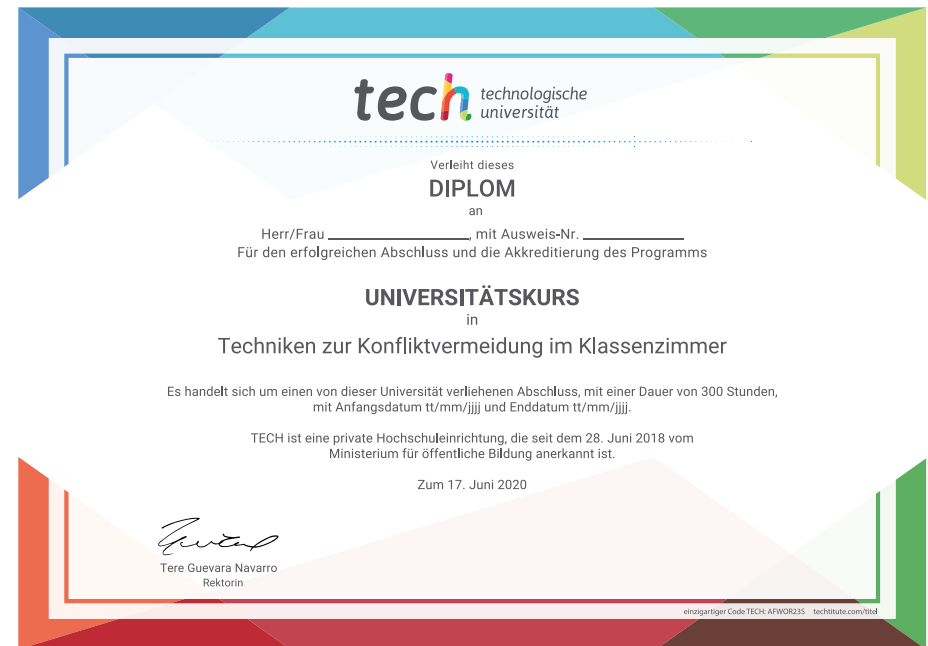 tech technologische
universität
Verleiht dieses
DIPLOM
an
Herr/Frau ____________________, mit Ausweis-Nr. ______________
Für den erfolgreichen Abschluss und die Akkreditierung des Programms
UNIVERSITÄTSKURS
in
Techniken zur Konfliktvermeidung im Klassenzimmer
Es handelt sich um einen von dieser Universität verliehenen Abschluss, mit einer Dauer von 300 Stunden,
mit Anfangsdatum tt/mm/jjjj und Enddatum tt/mm/jjjj.
TECH ist eine private Hochschuleinrichtung, die seit dem 28. Juni 2018 vom
Ministerium für öffentliche Bildung anerkannt ist.
Zum 17. Juni 2020
Tere Guevara Navarro
Rektorin
einzigartiger Code TECH: AFWOR23S techtitute.com/titel